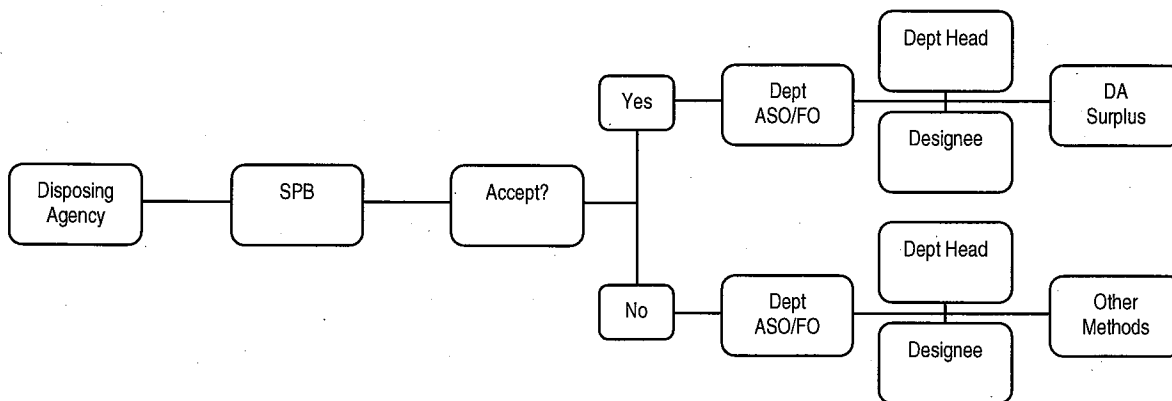 Disposing
Agency
SPB
Accept?
Yes
Dept
ASO/FO
Dept Head
Designee
DA
Surplus
No
Dept
ASO/FO
Dept Head
Designee
Other
Methods